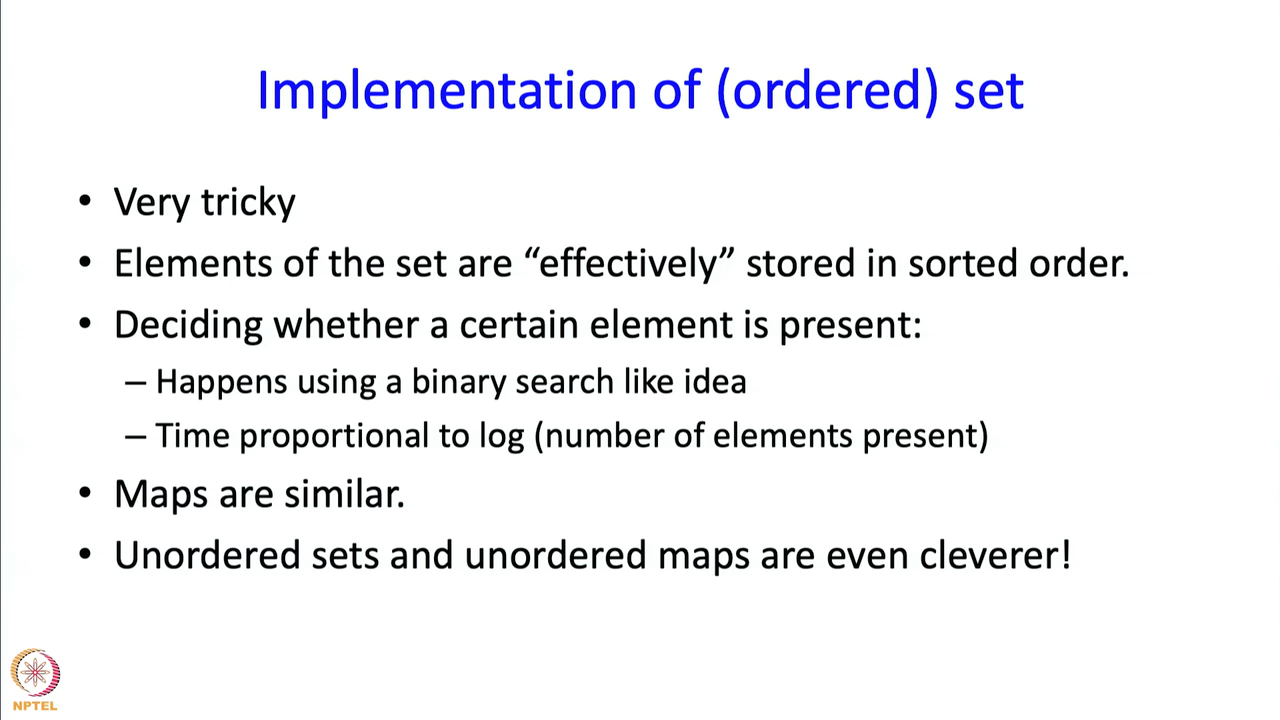 Implementation of (ordered) set
• Very tricky
• Elements of the set are “effectively” stored in sorted order.
• Deciding whether a certain element is present:
– Happens using a binary search like idea
– Time proportional to log (number of elements present)
• Maps are similar.
• Unordered sets and unordered maps are even cleverer!
NPTEL